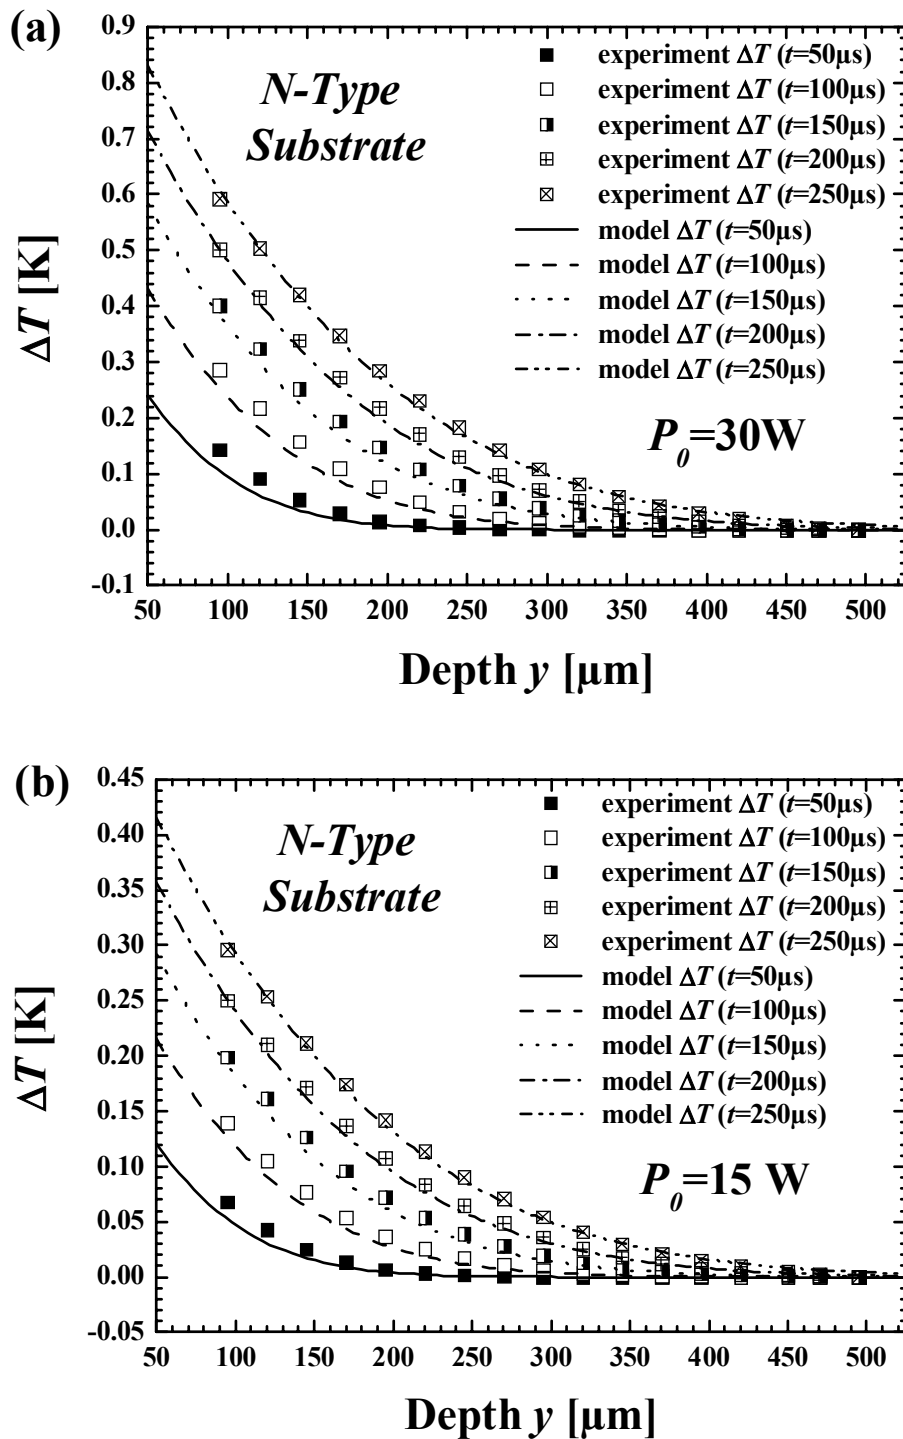 (a)
0.9
0.8
0.7
0.6
0.5
0.4
0.3
0.2
0.1
0.0
-0.1
ΔT [K]
N-Type
Substrate
experiment ΔT (t=50µs)
experiment ΔT (t=100µs)
experiment ΔT (t=150µs)
experiment ΔT (t=200µs)
experiment ΔT (t=250µs)
model ΔT (t=50µs)
model ΔT (t=100µs)
model ΔT (t=150µs)
model ΔT (t=200µs)
model ΔT (t=250µs)
P₀=30W
50 100 150 200 250 300 350 400 450 500
Depth y [µm]
(b)
0.45
0.40
0.35
0.30
0.25
0.20
0.15
0.10
0.05
0.00
-0.05
ΔT [K]
N-Type
Substrate
experiment ΔT (t=50µs)
experiment ΔT (t=100µs)
experiment ΔT (t=150µs)
experiment ΔT (t=200µs)
experiment ΔT (t=250µs)
model ΔT (t=50µs)
model ΔT (t=100µs)
model ΔT (t=150µs)
model ΔT (t=200µs)
model ΔT (t=250µs)
P₀=15 W
50 100 150 200 250 300 350 400 450 500
Depth y [µm]